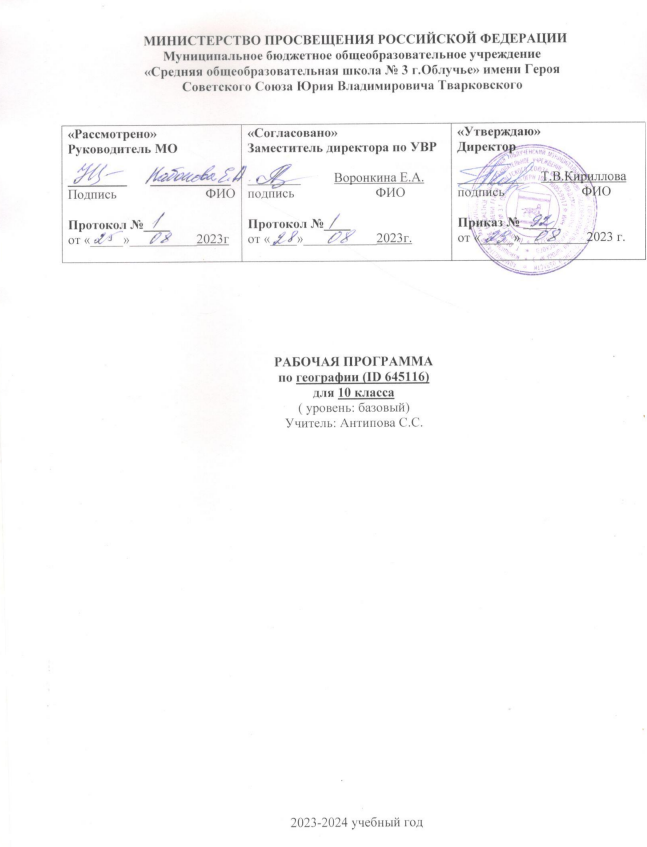 МИНИСТЕРСТВО ПРОСВЕЩЕНИЯ РОССИЙСКОЙ ФЕДЕРАЦИИ
Муниципальное бюджетное общеобразовательное учреждение
«Средняя общеобразовательная школа № 3 г.Облучье» имени Героя
Советского Союза Юрия Владимировича Тварковского
«Рассмотрено»
Руководитель МО
Подпись ФИО
Протокол № 1
от « 25 » 08 2023г
«Согласовано»
Заместитель директора по УВР
Воронкина Е.А.
подпись ФИО
Протокол № 1
от « 28 » 08 2023г.
«Утверждаю»
Директор
Т.В.Кириллова
подпись ФИО
Приказ № 92
от « » 08 2023 г.
РАБОЧАЯ ПРОГРАММА
по географии (ID 645116)
для 10 класса
( уровень: базовый)
Учитель: Антипова С.С.
2023-2024 учебный год